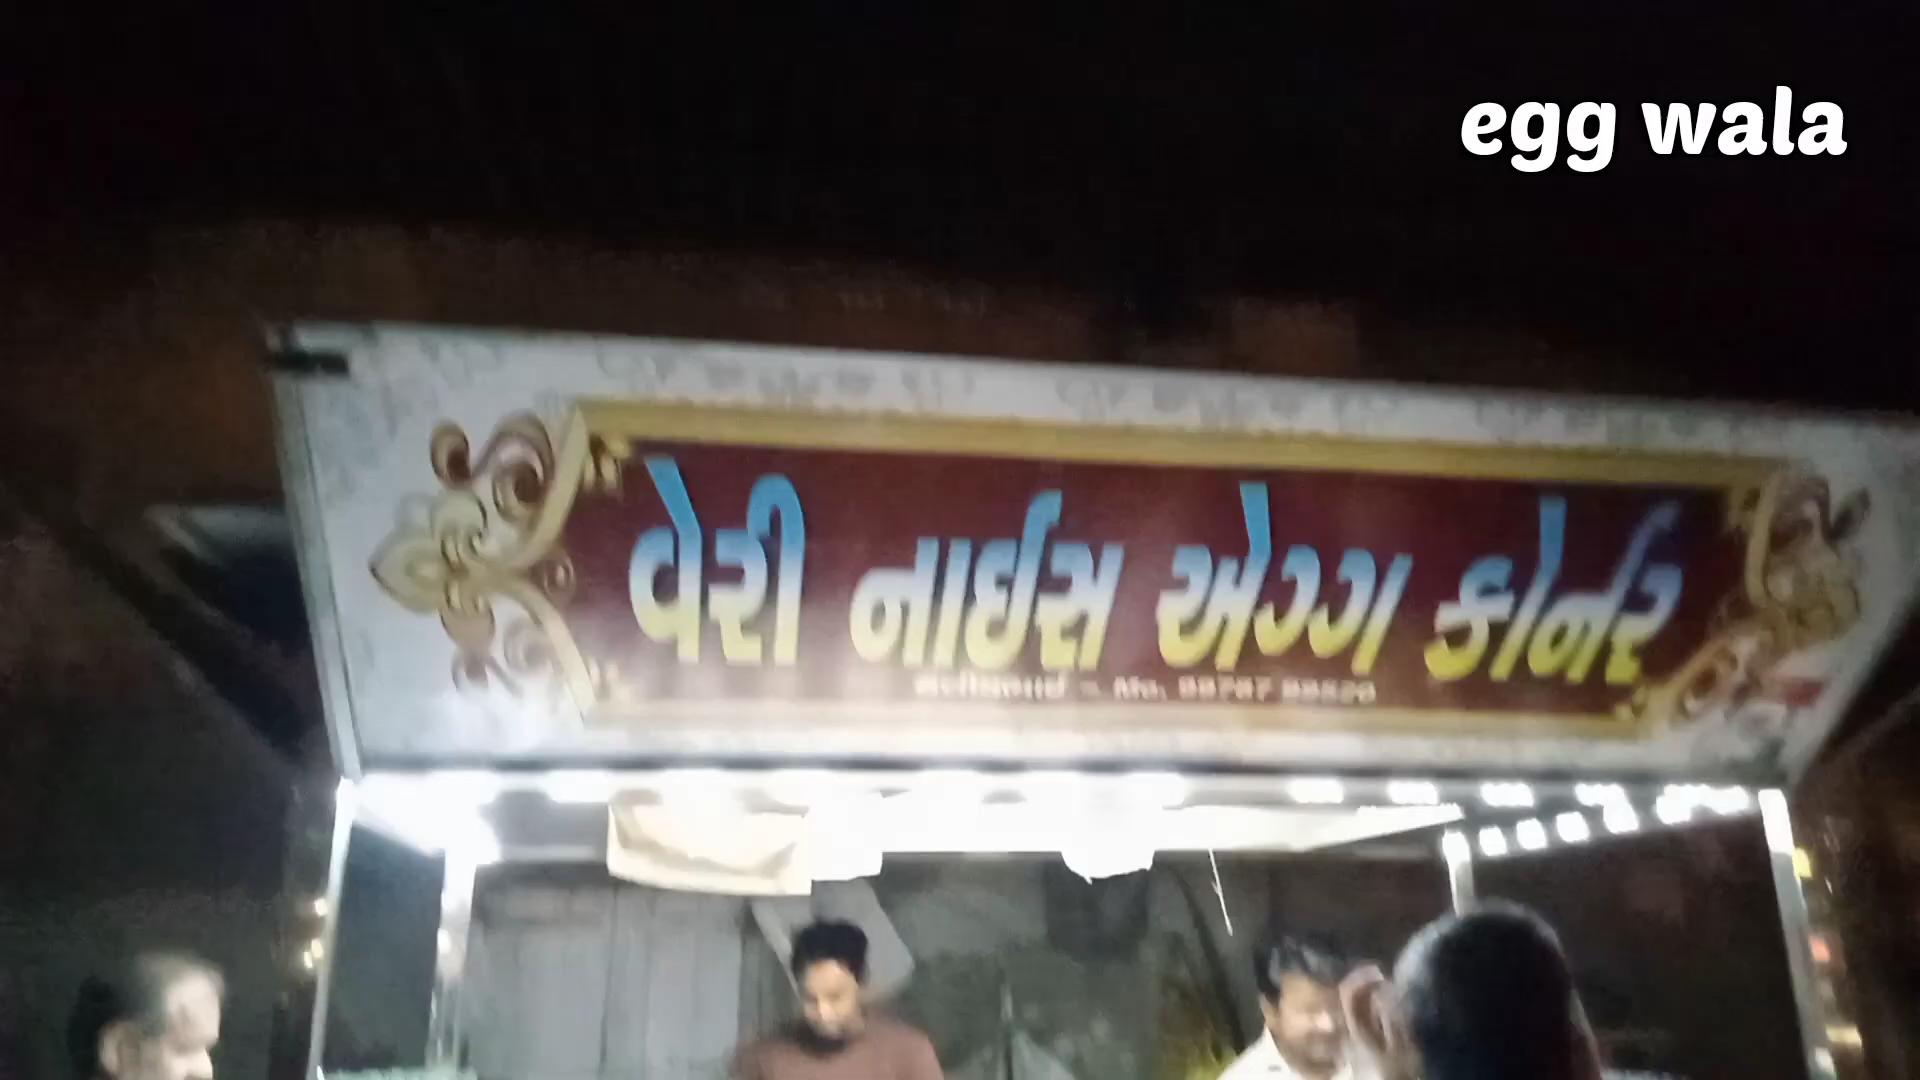 egg wala
વેરી નાઈસ એગ્ગ કોર્નર